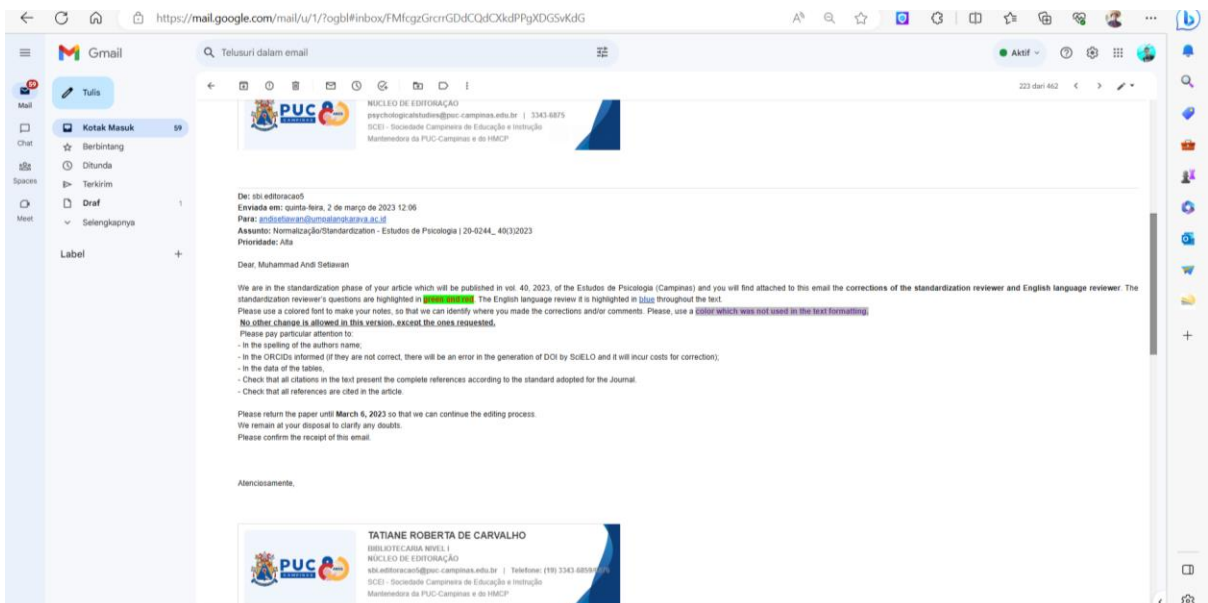 https://mail.google.com/mail/u/1/?ogbl#inbox/FMfcgzGrcrrGDdCQdCXkdPPgXDGSvKdG
Gmail
Telusuri dalam email
Aktif
59
Mail
Tulis
223 dari 462
Kotak Masuk 59
Chat
Berbintang
Ditunda
Spaces
Terkirim
Draf 1
Meet
Selengkapnya
Label
PUC
CAMPINAS
NÚCLEO DE EDITORAÇÃO
psychologicalstudies@puc-campinas.edu.br | 3343-6875
SCEI - Sociedade Campineira de Educação e Instrução
Mantenedora da PUC-Campinas e do HMCP
De: sbi.editoracao5
Enviada em: quinta-feira, 2 de março de 2023 12:06
Para: andisetiawan@umpalangkaraya.ac.id
Assunto: Normalização/Standardization - Estudos de Psicologia | 20-0244_ 40(3)2023
Prioridade: Alta
Dear, Muhammad Andi Setiawan
We are in the standardization phase of your article which will be published in vol. 40, 2023, of the Estudos de Psicologia (Campinas) and you will find attached to this email the corrections of the standardization reviewer and English language reviewer. The
standardization reviewer's questions are highlighted in green and red. The English language review it is highlighted in blue throughout the text.
Please use a colored font to make your notes, so that we can identify where you made the corrections and/or comments. Please, use a color which was not used in the text formatting.
No other change is allowed in this version, except the ones requested.
Please pay particular attention to:
- In the spelling of the authors name;
- In the ORCIDs informed (if they are not correct, there will be an error in the generation of DOI by SciELO and it will incur costs for correction);
- In the data of the tables,
- Check that all citations in the text present the complete references according to the standard adopted for the Journal.
- Check that all references are cited in the article.
Please return the paper until March 6, 2023 so that we can continue the editing process.
We remain at your disposal to clarify any doubts.
Please confirm the receipt of this email.
Atenciosamente,
TATIANE ROBERTA DE CARVALHO
BIBLIOTECÁRIA NÍVEL I
NÚCLEO DE EDITORAÇÃO
PUC
CAMPINAS
sbi.editoracao5@puc-campinas.edu.br | Telefone: (19) 3343-6859
SCEI - Sociedade Campineira de Educação e Instrução
Mantenedora da PUC-Campinas e do HMCP